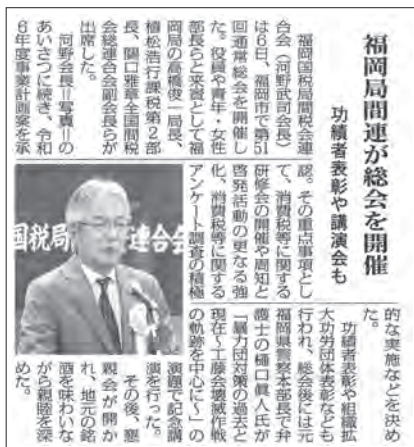 福岡局間連が総会を開催
功績者表彰や講演会も
福岡国税局間税会連
合会〈河野武司会長〉
は6日、福岡市で第51
回通常総会を開催し
た。役員や青年・女性
部長らと来賓として福
岡局の高橋俊一局長、
植松浩行課税第2部
長、関口雅章全国間税
会総連合会副会長らが
出席した。
河野会長=写真=の
あいさつに続き、令和
6年度事業計画案を承
認。その重点事項とし
て、消費税等に関する
研修会の開催や周知と
啓発活動の更なる強
化、消費税等に関する
アンケート調査の積極
的な実施などを決め
た。
功績者表彰や組織拡
大功労団体表彰なども
行われ、総会後には元
福岡県警察本部長で弁
護士の樋口眞人氏が
「暴力団対策の過去と
現在～工藤会壊滅作戦
の軌跡を中心に～」の
演題で記念講
演を行った。
その後、懇
親会が開か
れ、地元の銘
酒を味わいな
がら親睦を深
めた。
国税局 連合会